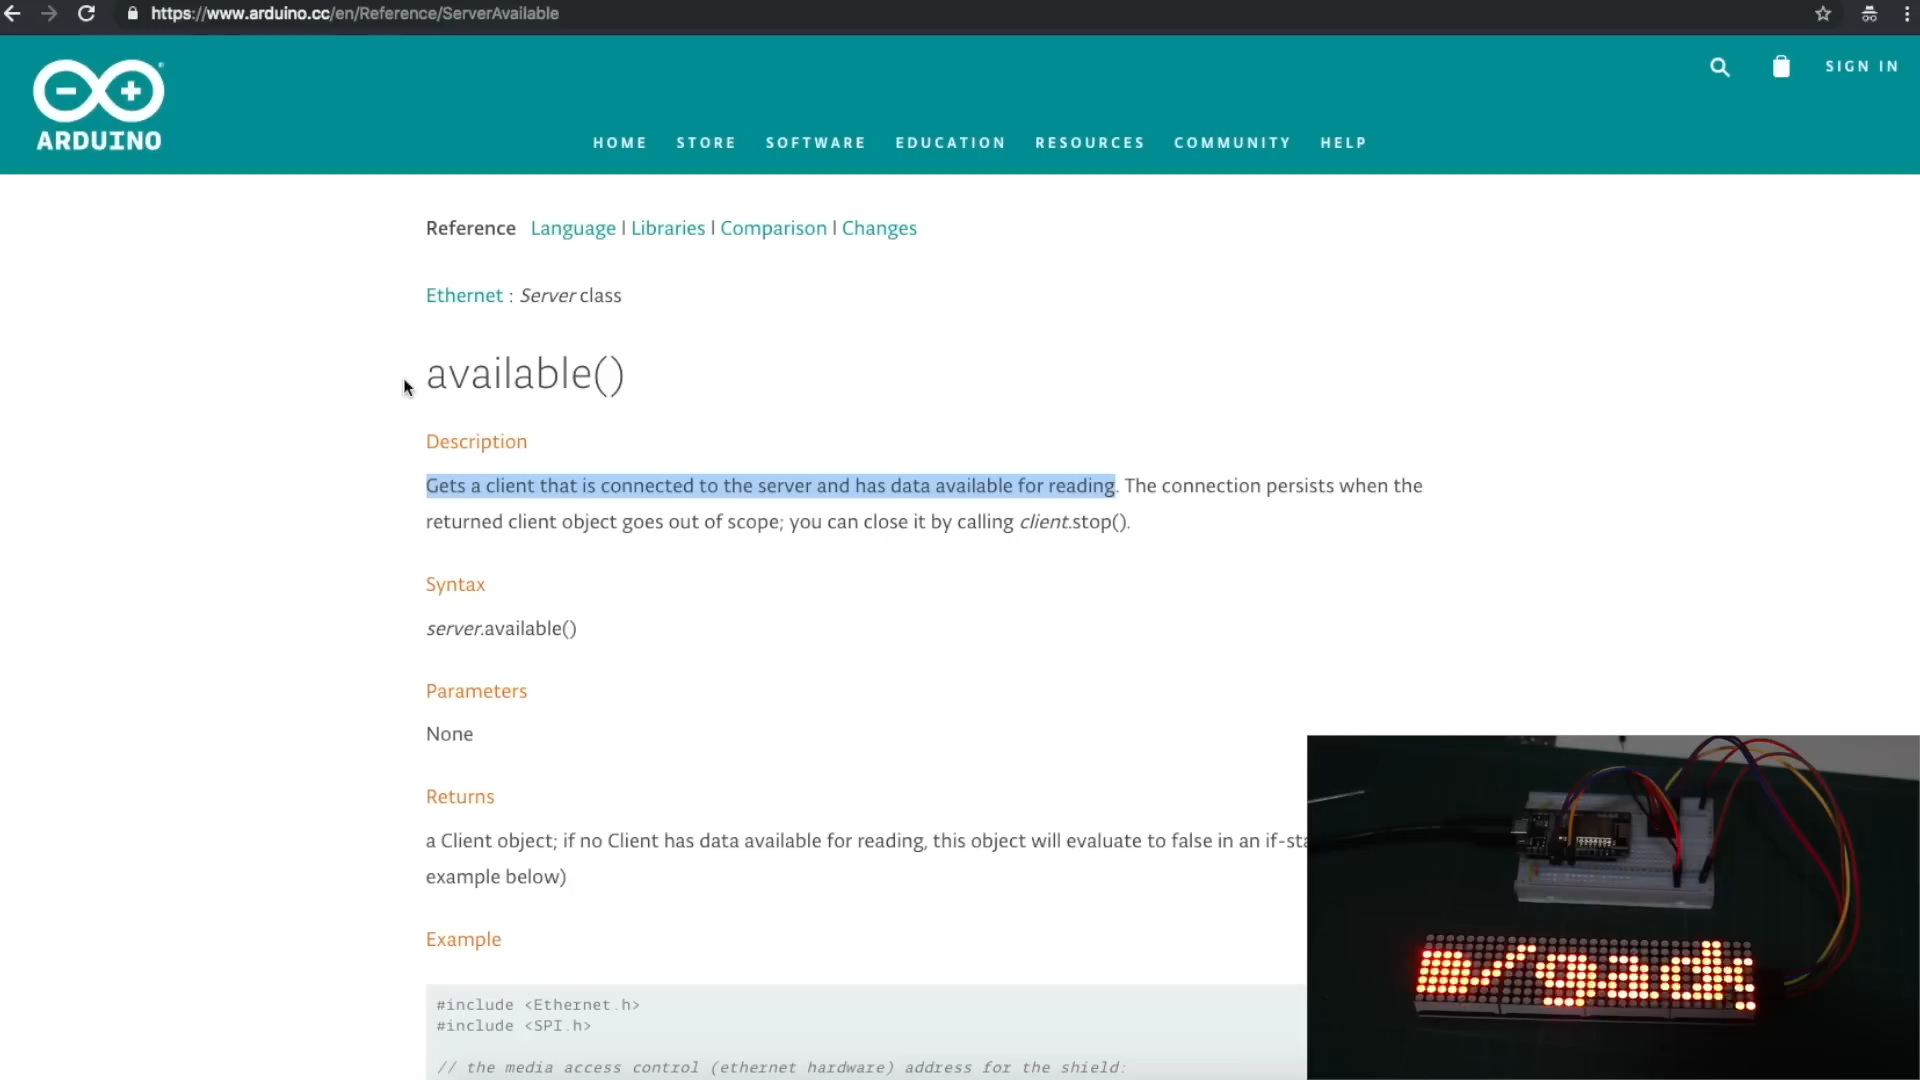 https://www.arduino.cc/en/Reference/ServerAvailable
SIGN IN
ARDUINO
HOME STORE SOFTWARE EDUCATION RESOURCES COMMUNITY HELP
Reference Language | Libraries | Comparison | Changes
Ethernet : Server class
available()
Description
Gets a client that is connected to the server and has data available for reading. The connection persists when the
returned client object goes out of scope; you can close it by calling client.stop().
Syntax
server.available()
Parameters
None
Returns
a Client object; if no Client has data available for reading, this object will evaluate to false in an if-sta
example below)
Example
#include <Ethernet.h>
#include <SPI.h>
// the media access control (ethernet hardware) address for the shield: